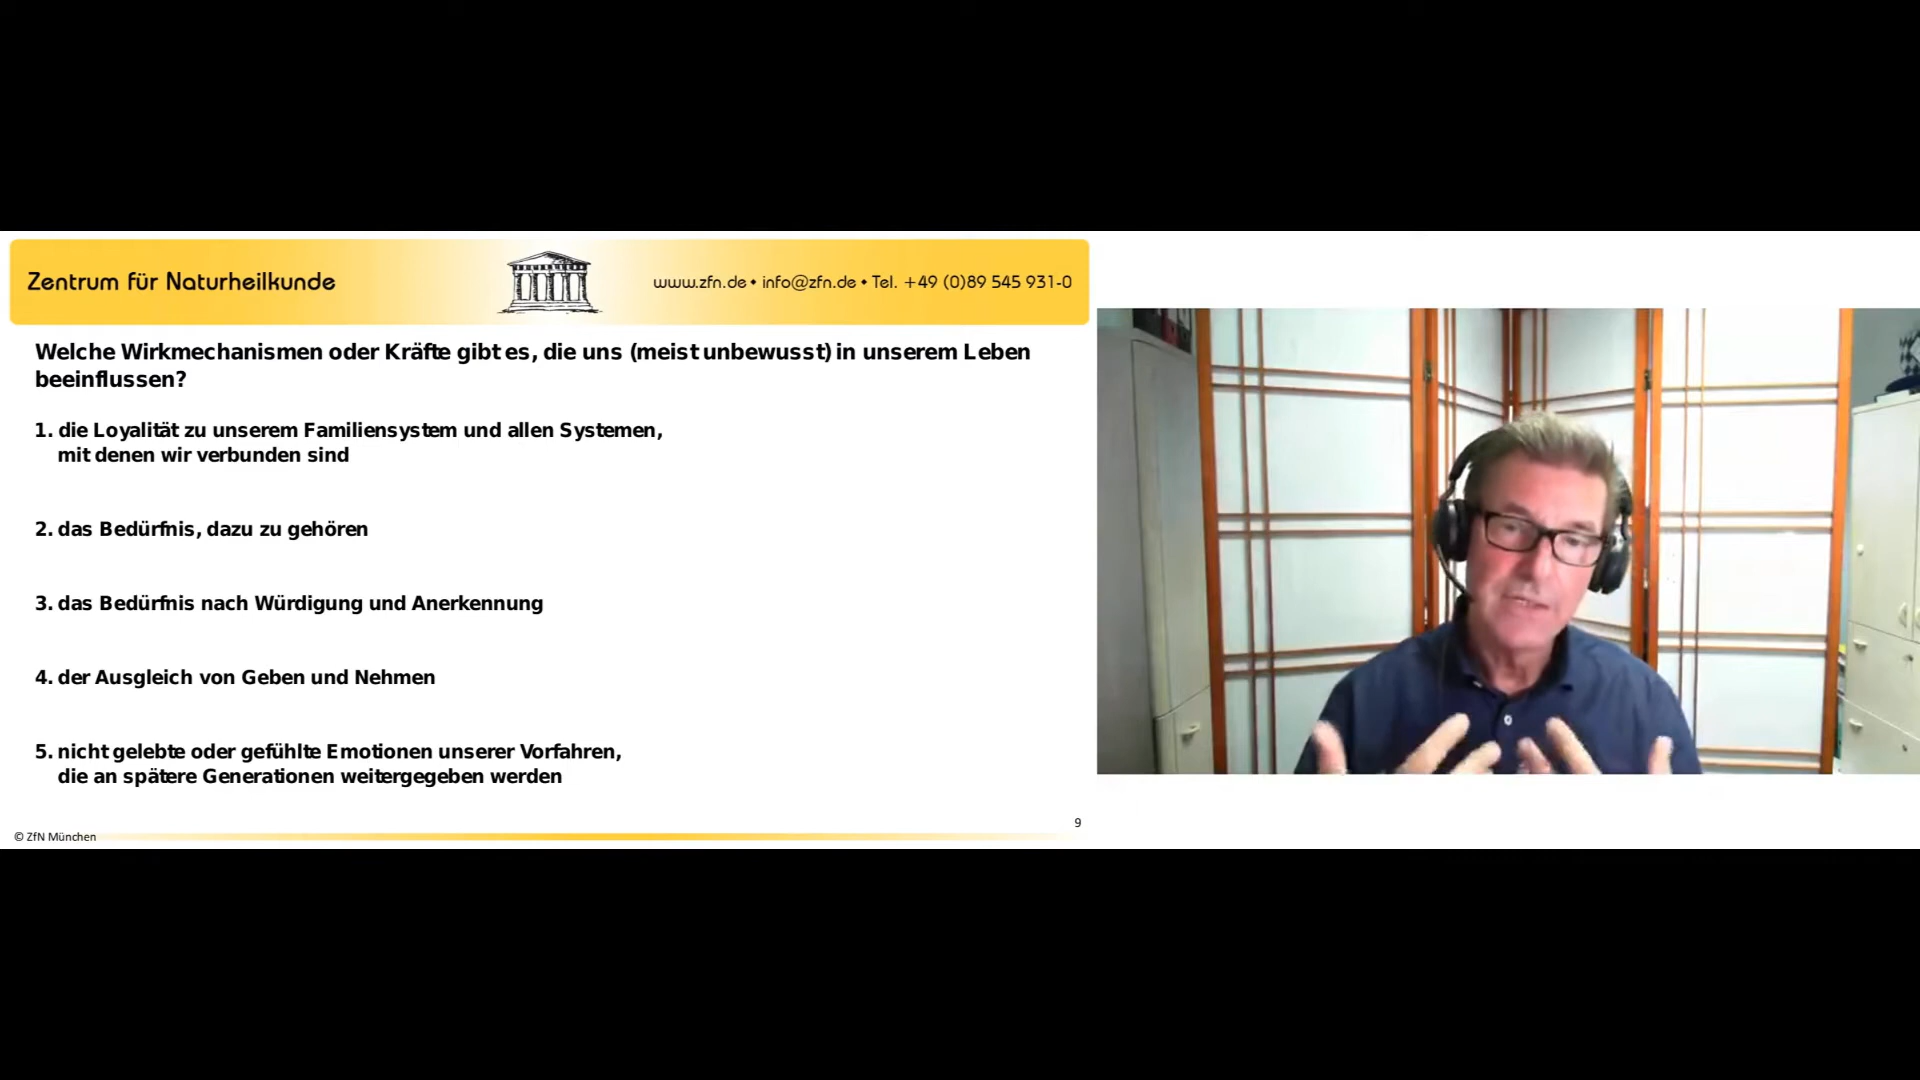 Zentrum für Naturheilkunde
www.zfn.de • info@zfn.de • Tel. +49 (0)89 545 931-0
Welche Wirkmechanismen oder Kräfte gibt es, die uns (meist unbewusst) in unserem Leben
beeinflussen?
1. die Loyalität zu unserem Familiensystem und allen Systemen,
mit denen wir verbunden sind
2. das Bedürfnis, dazu zu gehören
3. das Bedürfnis nach Würdigung und Anerkennung
4. der Ausgleich von Geben und Nehmen
5. nicht gelebte oder gefühlte Emotionen unserer Vorfahren,
die an spätere Generationen weitergegeben werden
9
© ZfN München